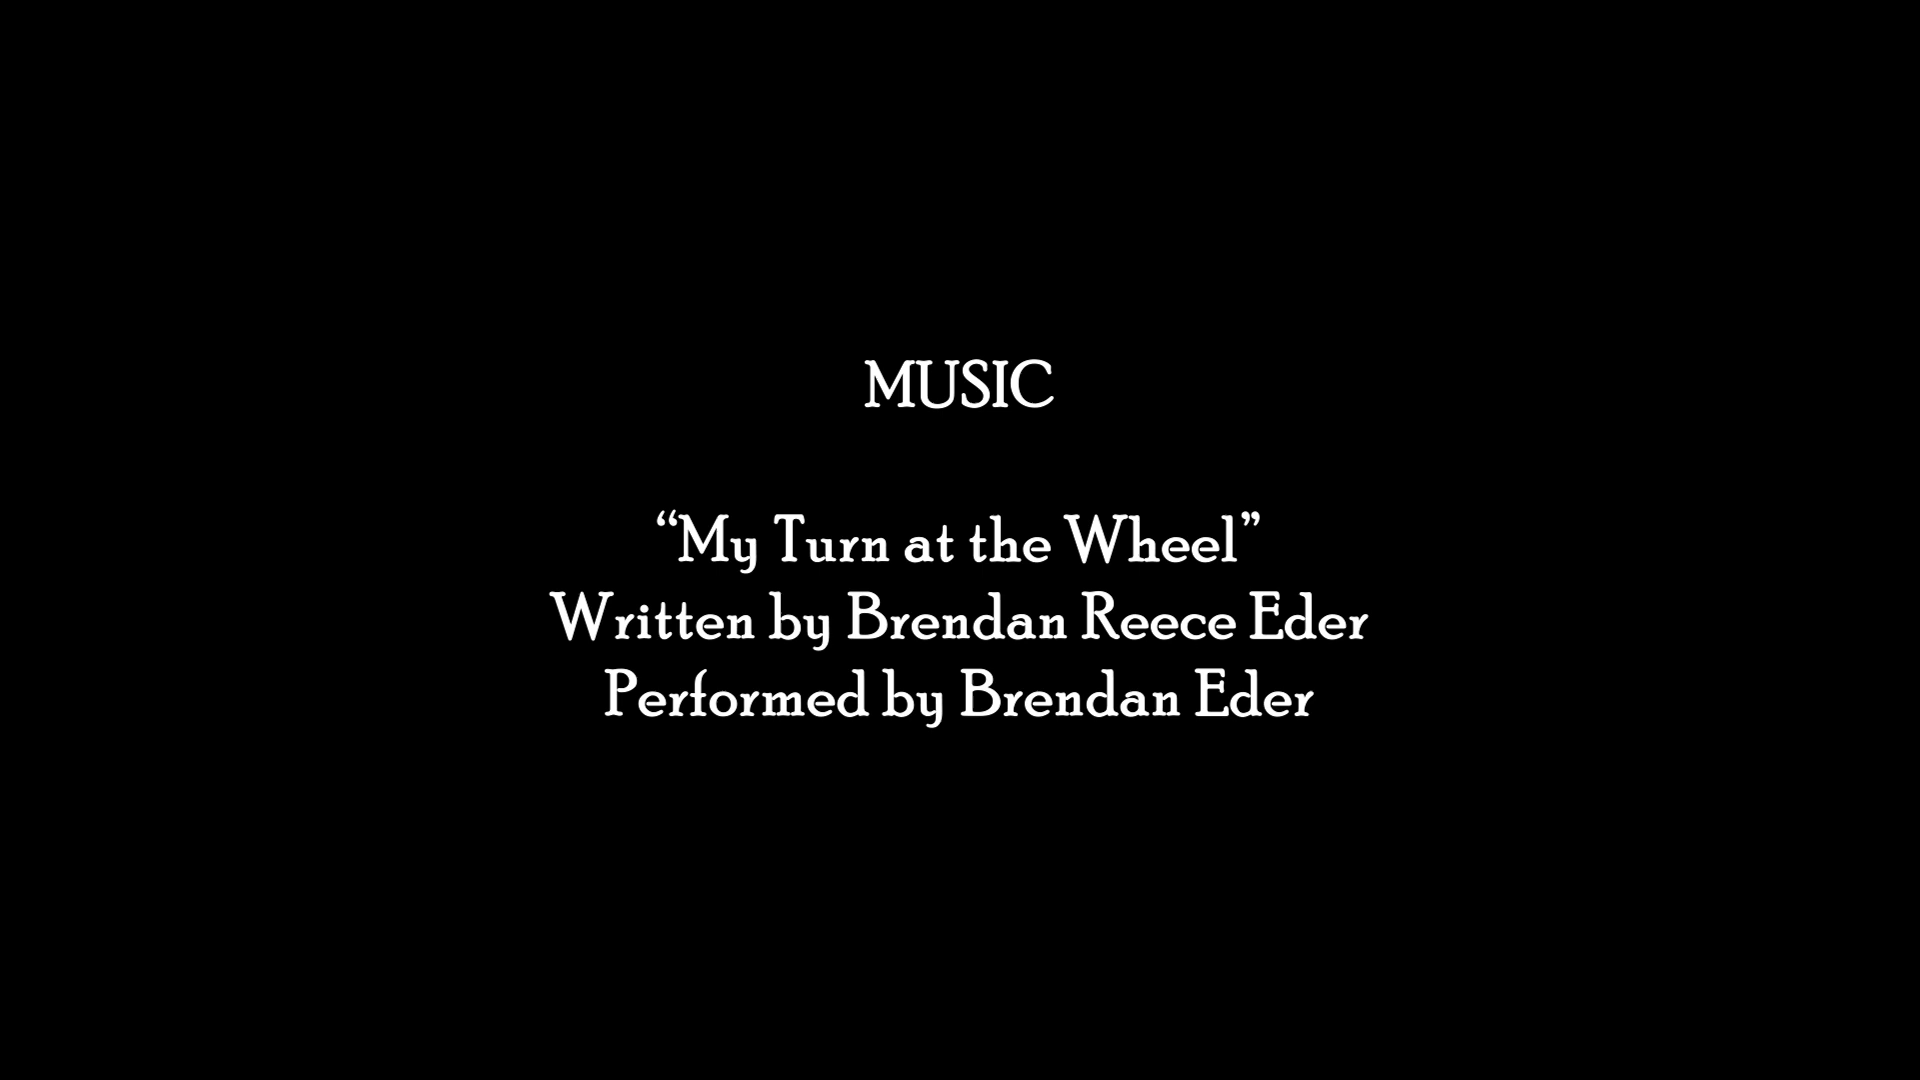 MUSIC
“My Turn at the Wheel”
Written by Brendan Reece Eder
Performed by Brendan Eder